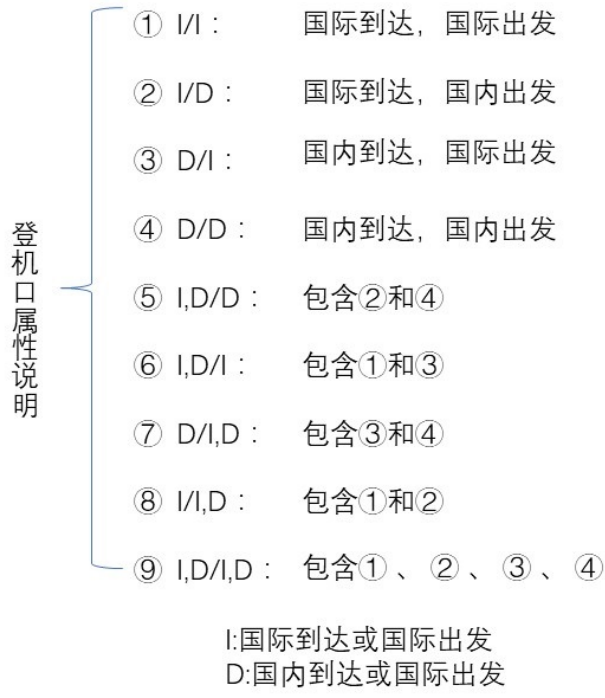 登机口属性说明
① I/I： 国际到达，国际出发
② I/D： 国际到达，国内出发
③ D/I： 国内到达，国际出发
④ D/D： 国内到达，国内出发
⑤ I,D/D： 包含②和④
⑥ I,D/I： 包含①和③
⑦ D/I,D： 包含③和④
⑧ I/I,D： 包含①和②
⑨ I,D/I,D： 包含①、②、③、④
I:国际到达或国际出发
D:国内到达或国际出发